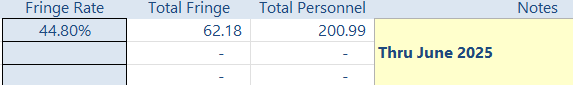 Fringe Rate Total Fringe Total Personnel Notes
44.80% 62.18 200.99
- - Thru June 2025
- -